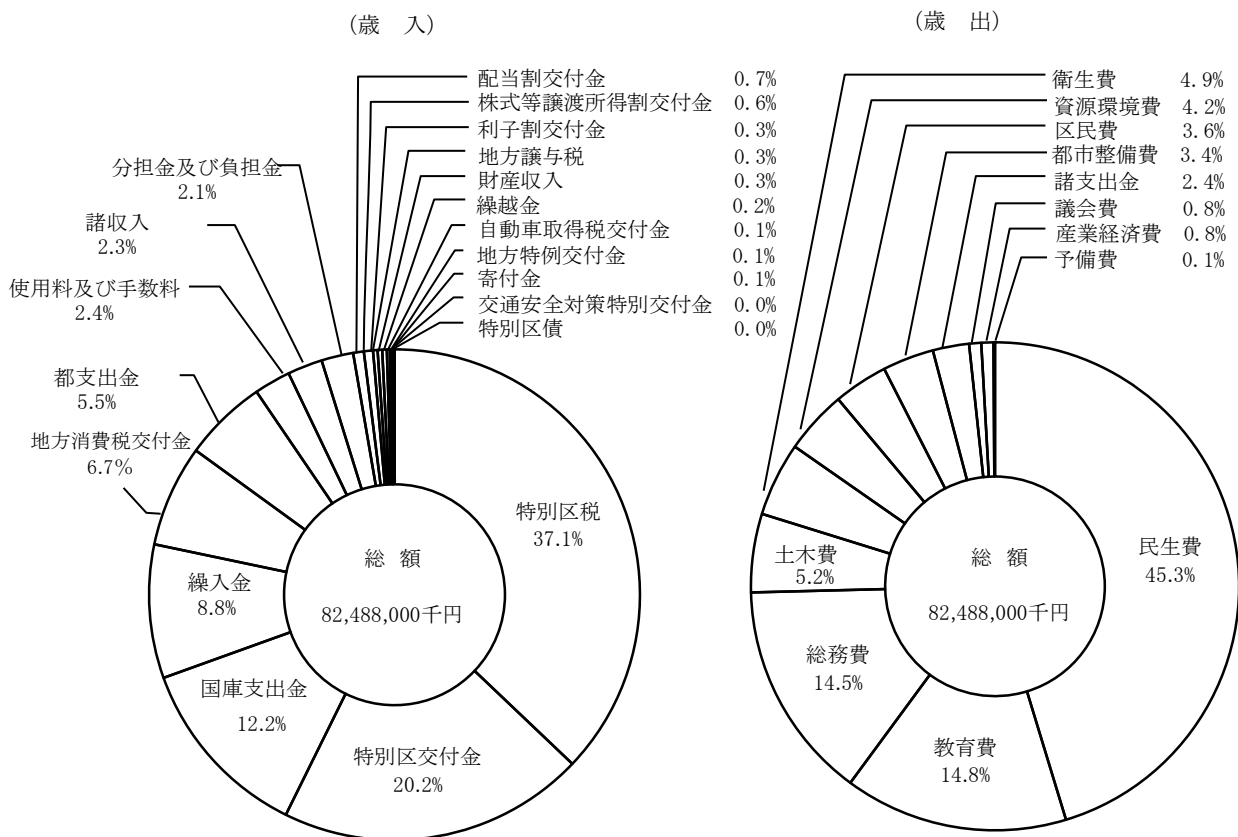 (歳 入)
配当割交付金 0.7%
株式等譲渡所得割交付金 0.6%
利子割交付金 0.3%
地方譲与税 0.3%
財産収入 0.3%
繰越金 0.2%
自動車取得税交付金 0.1%
地方特例交付金 0.1%
寄付金 0.1%
交通安全対策特別交付金 0.0%
特別区債 0.0%
分担金及び負担金
2.1%
諸収入
2.3%
使用料及び手数料
2.4%
都支出金
5.5%
地方消費税交付金
6.7%
繰入金
8.8%
国庫支出金
12.2%
特別区交付金
20.2%
特別区税
37.1%
総 額
82,488,000千円
(歳 出)
衛生費 4.9%
資源環境費 4.2%
区民費 3.6%
都市整備費 3.4%
諸支出金 2.4%
議会費 0.8%
産業経済費 0.8%
予備費 0.1%
土木費
5.2%
総務費
14.5%
教育費
14.8%
民生費
45.3%
総 額
82,488,000千円